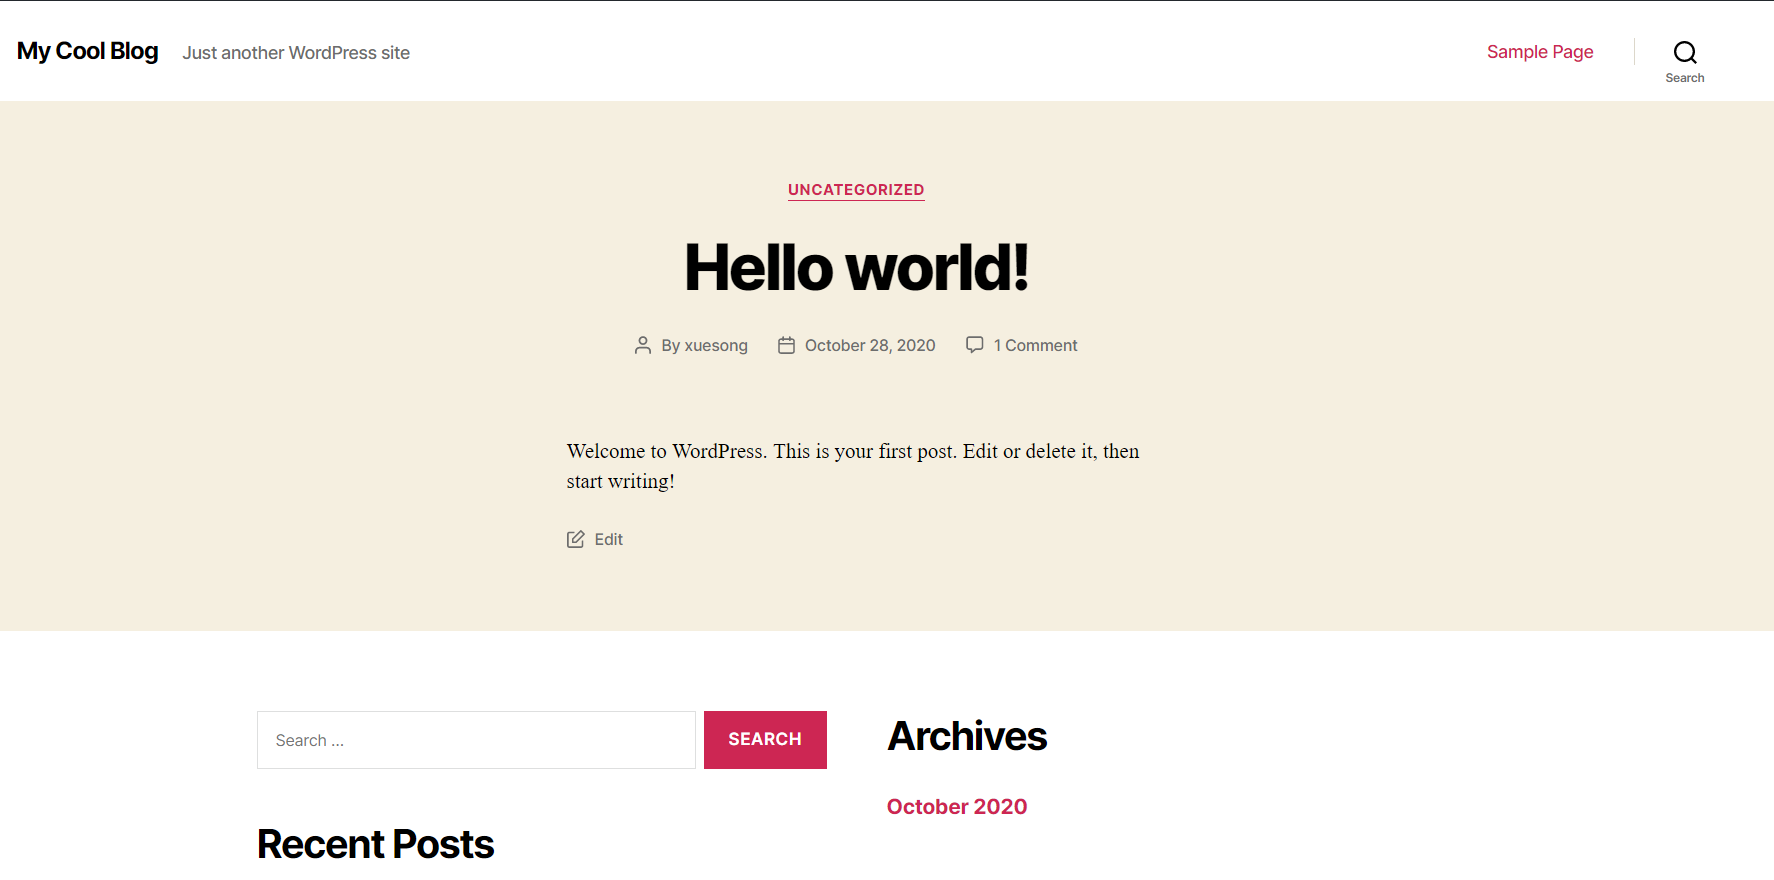 My Cool Blog Just another WordPress site Sample Page
Search
UNCATEGORIZED
Hello world!
By xuesong October 28, 2020 1 Comment
Welcome to WordPress. This is your first post. Edit or delete it, then
start writing!
Edit
Search ... SEARCH
Archives
October 2020
Recent Posts